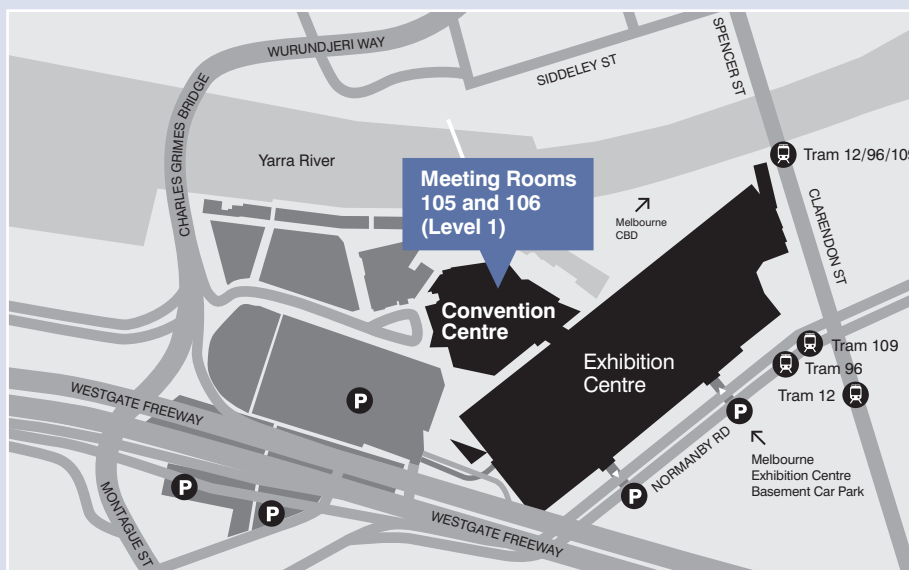 WURUNDJERI WAY
SIDDELEY ST
SPENCER ST
CHARLES GRIMES BRIDGE
Yarra River
Tram 12/96/109
Meeting Rooms
105 and 106
(Level 1)
Melbourne
CBD
CLARENDON ST
Convention
Centre
Exhibition
Centre
Tram 109
Tram 96
Tram 12
WESTGATE FREEWAY
P
P
NORMANBY RD
Melbourne
Exhibition Centre
Basement Car Park
P
P
P
MONTAGUE ST
WESTGATE FREEWAY